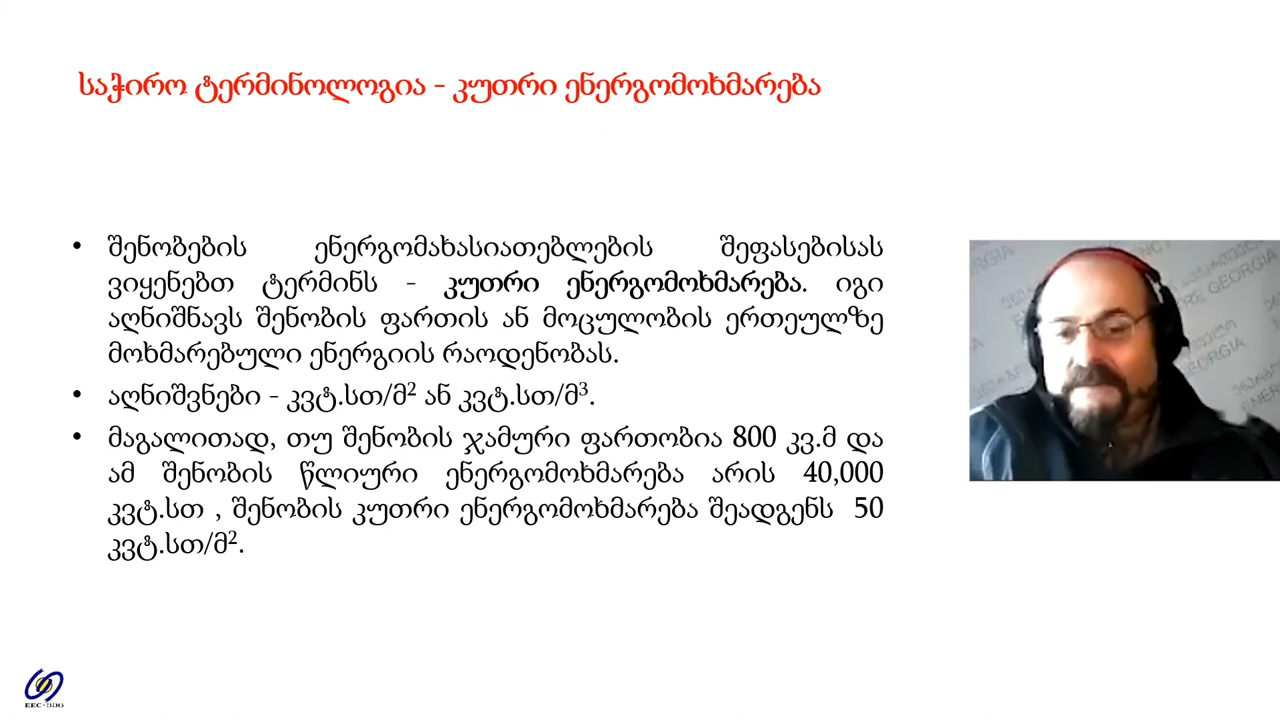 საჭირო ტერმინოლოგია - კუთრი ენერგომოხმარება
• შენობების ენერგომახასიათებლების შეფასებისას
ვიყენებთ ტერმინს - კუთრი ენერგომოხმარება. იგი
აღნიშნავს შენობის ფართის ან მოცულობის ერთეულზე
მოხმარებული ენერგიის რაოდენობას.
• აღნიშვნები - კვტ.სთ/მ² ან კვტ.სთ/მ³.
• მაგალითად, თუ შენობის ჯამური ფართობია 800 კვ.მ და
ამ შენობის წლიური ენერგომოხმარება არის 40,000
კვტ.სთ , შენობის კუთრი ენერგომოხმარება შეადგენს 50
კვტ.სთ/მ².
GEORGIA
EEC